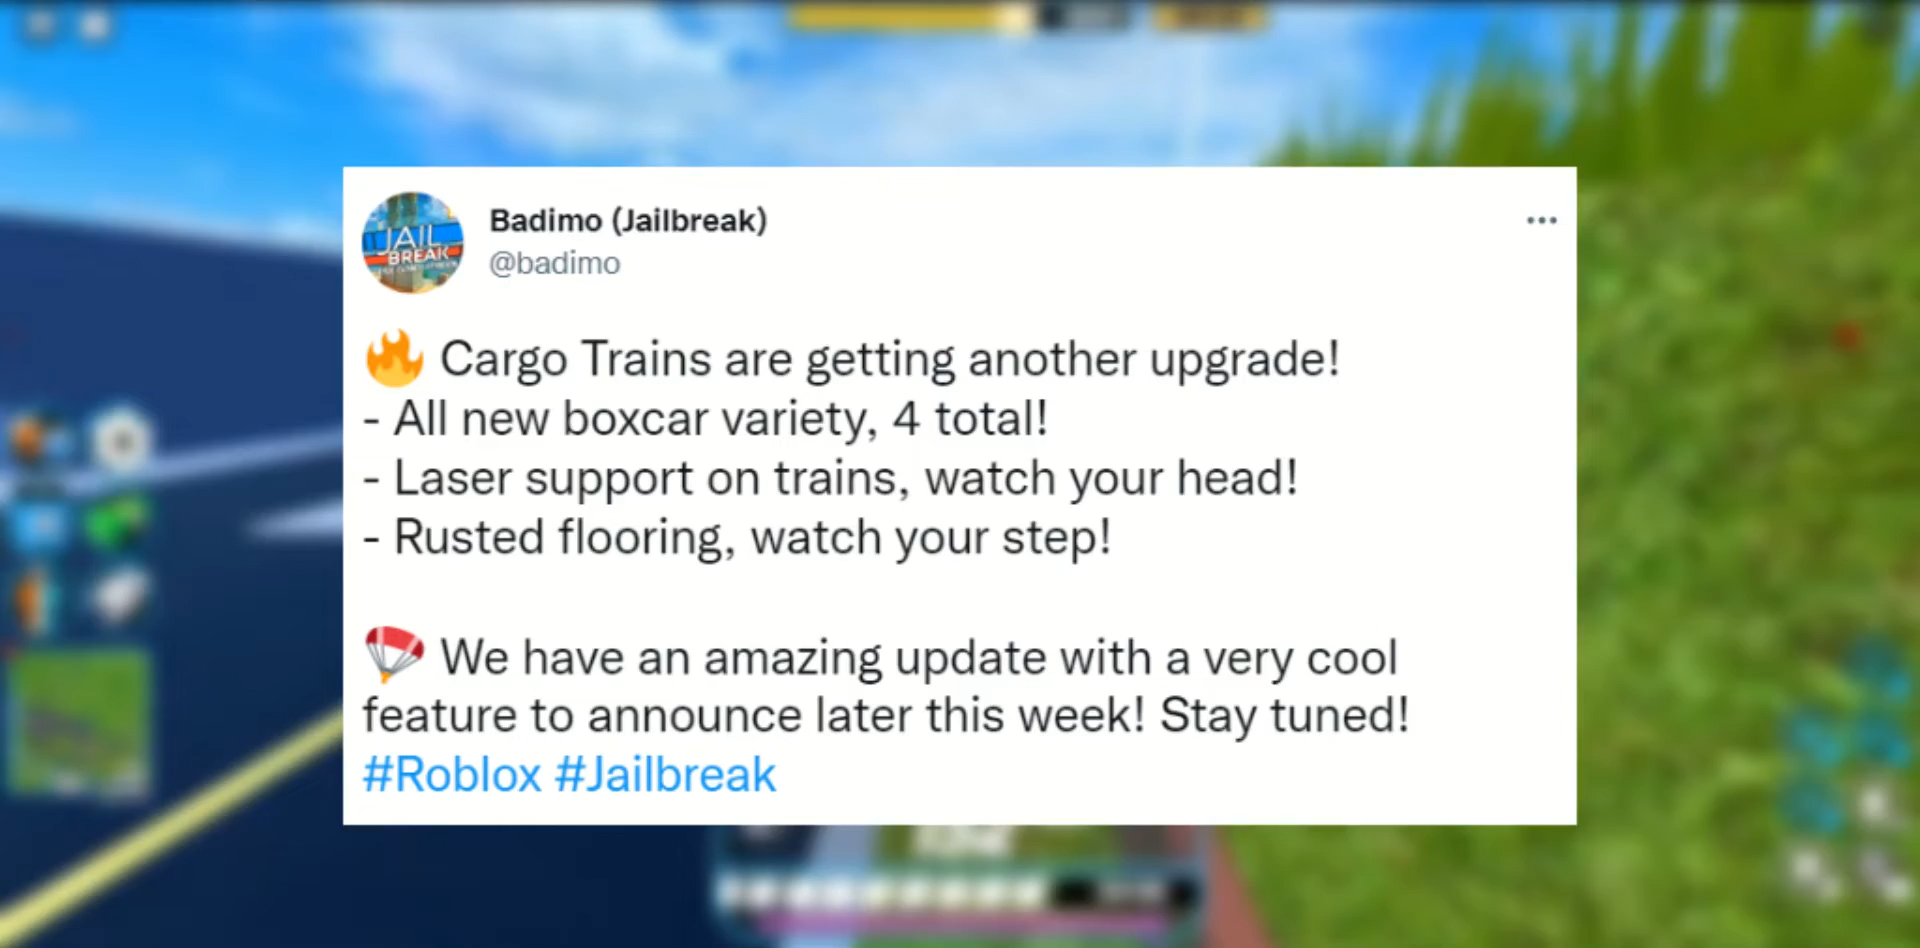 JAIL
BREAK
Badimo (Jailbreak)
@badimo
🔥 Cargo Trains are getting another upgrade!
- All new boxcar variety, 4 total!
- Laser support on trains, watch your head!
- Rusted flooring, watch your step!
🪂 We have an amazing update with a very cool
feature to announce later this week! Stay tuned!
#Roblox #Jailbreak